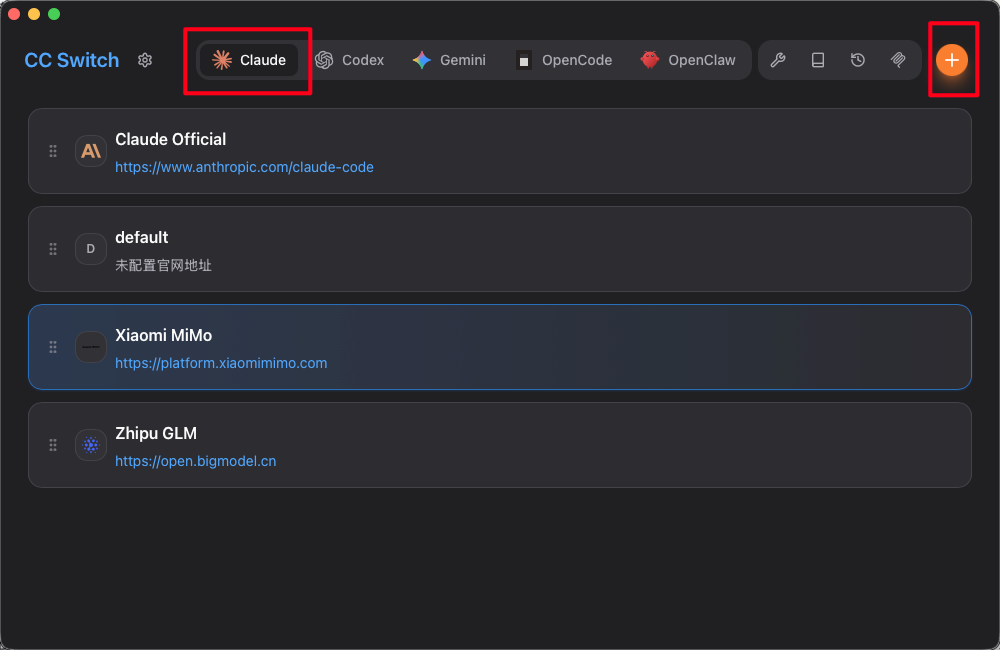 CC Switch
Claude
Codex
Gemini
OpenCode
OpenClaw
Claude Official
https://www.anthropic.com/claude-code
D
default
未配置官网地址
Xiaomi MiMo
https://platform.xiaomimimo.com
Zhipu GLM
https://open.bigmodel.cn